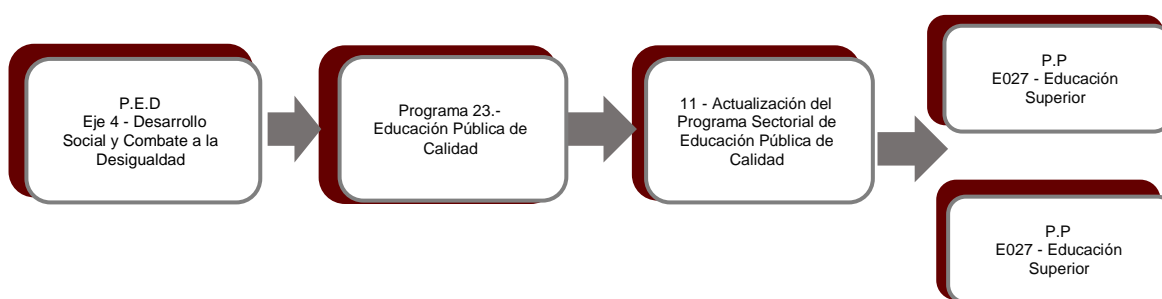 P.E.D
Eje 4 - Desarrollo
Social y Combate a la
Desigualdad
Programa 23.-
Educación Pública de
Calidad
11 - Actualización del
Programa Sectorial de
Educación Pública de
Calidad
P.P
E027 - Educación
Superior
P.P
E027 - Educación
Superior